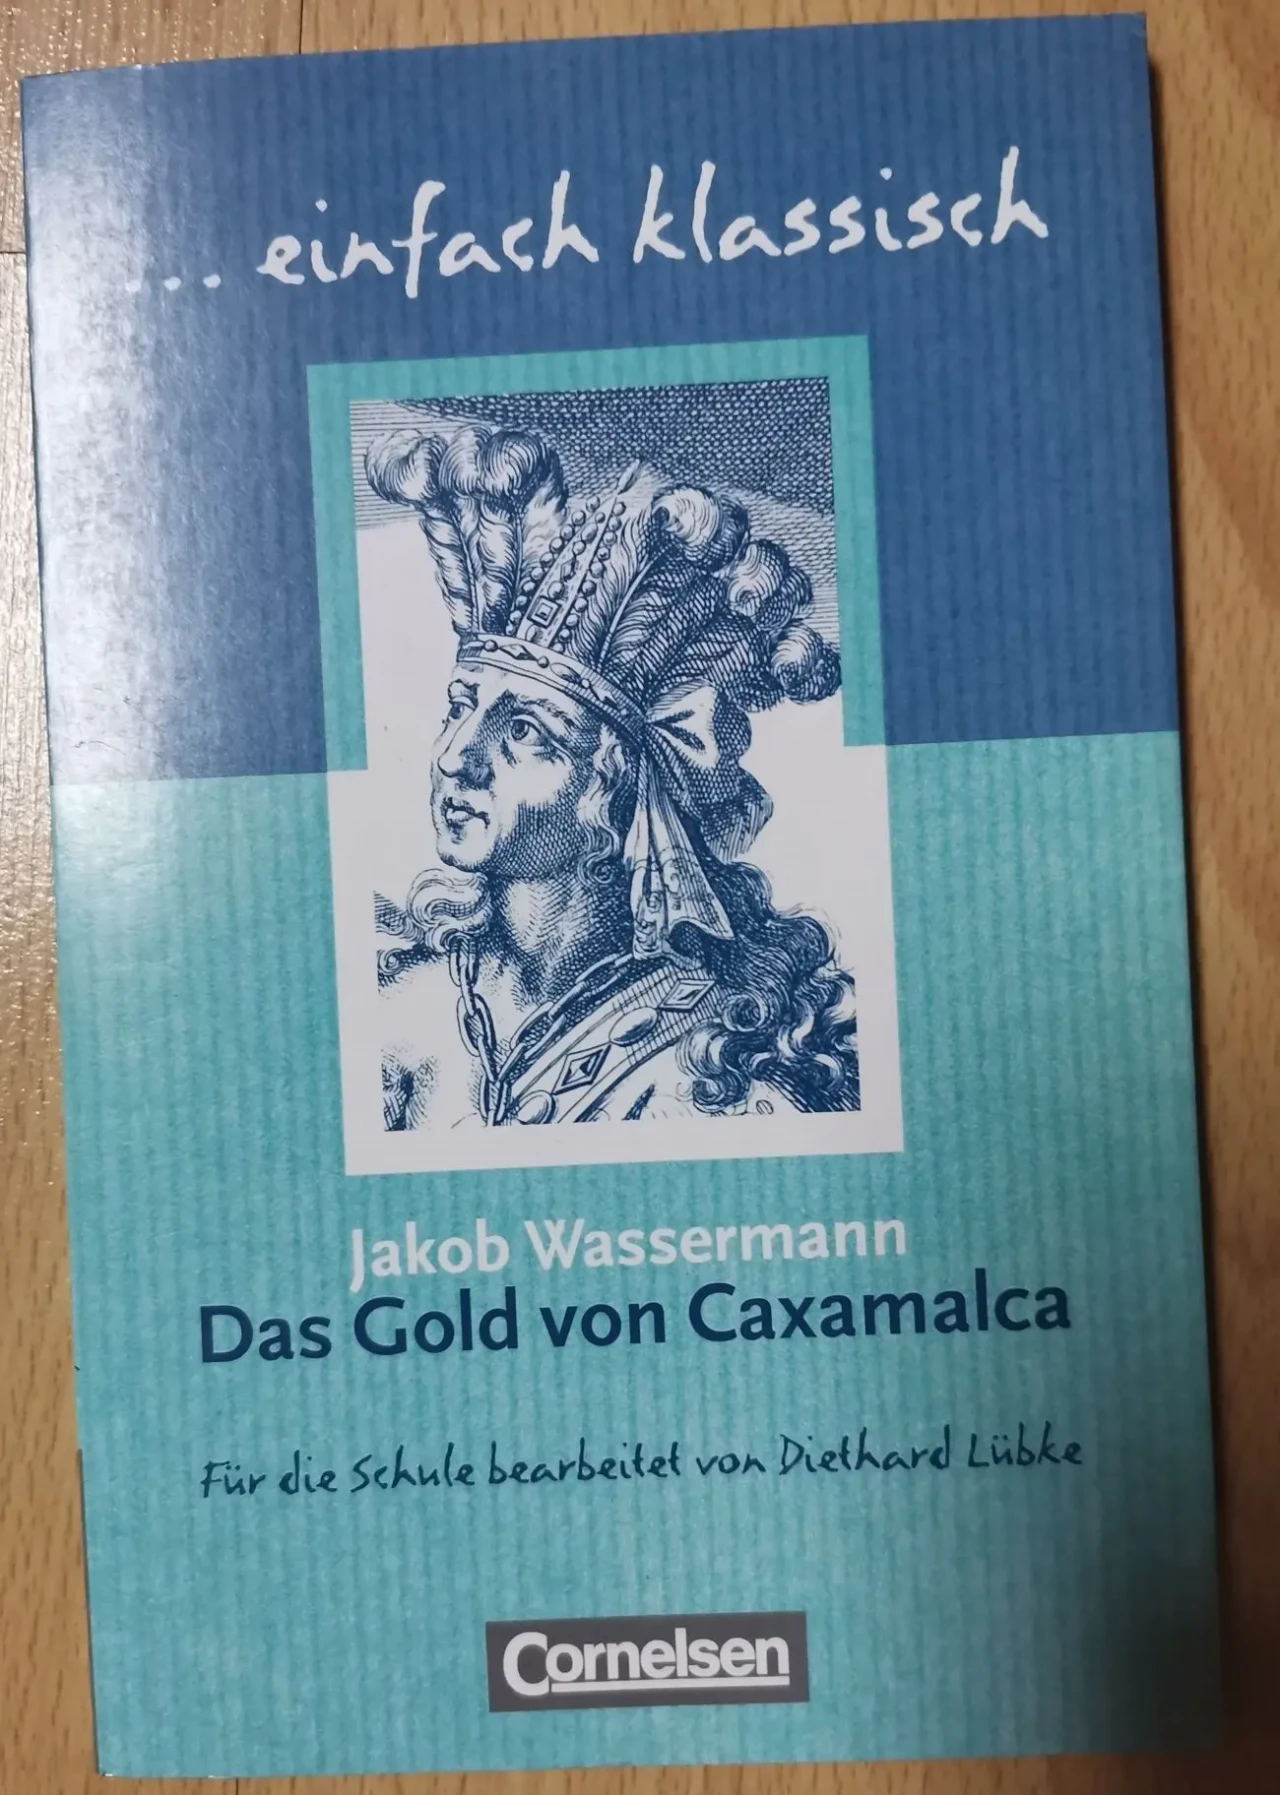 ... einfach klassisch
Jakob Wassermann
Das Gold von Caxamalca
Für die Schule bearbeitet von Diethard Lübke
Cornelsen